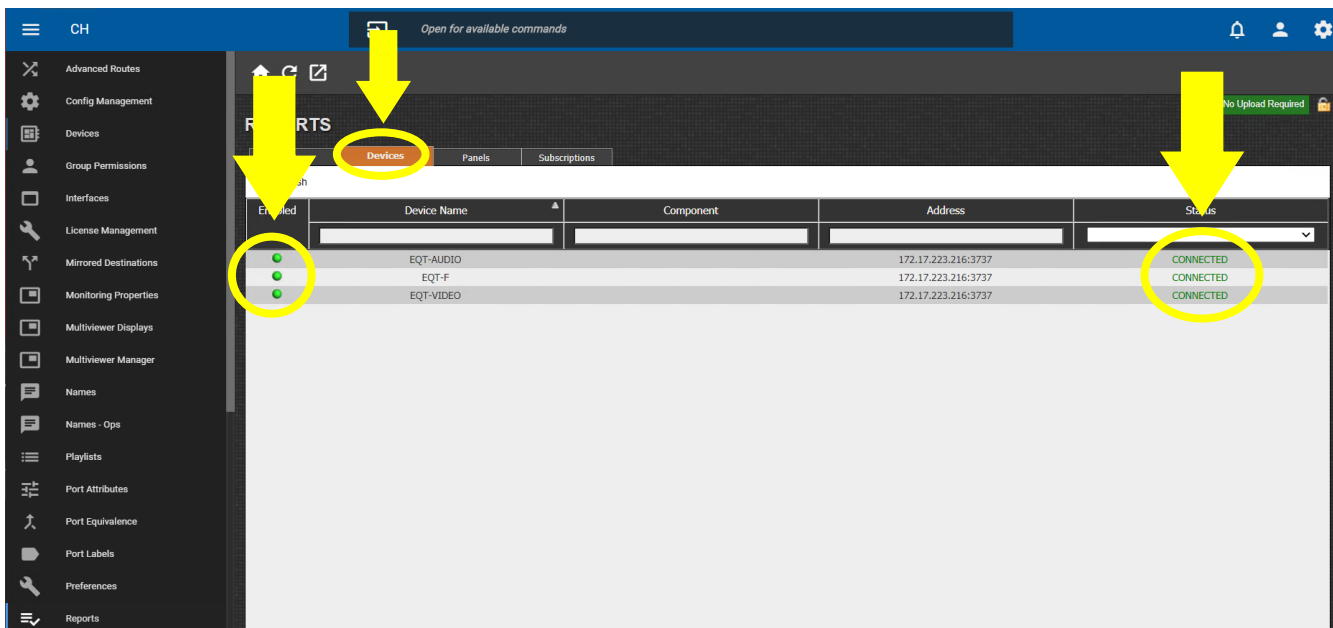 CH
Open for available commands
Advanced Routes
Config Management
Devices
Group Permissions
Interfaces
License Management
Mirrored Destinations
Monitoring Properties
Multiviewer Displays
Multiviewer Manager
Names
Names - Ops
Playlists
Port Attributes
Port Equivalence
Port Labels
Preferences
Reports
No Upload Required
Devices Panels Subscriptions
Device Name Component Address
EQT-AUDIO 172.17.223.216:3737 CONNECTED
EQT-F 172.17.223.216:3737 CONNECTED
EQT-VIDEO 172.17.223.216:3737 CONNECTED